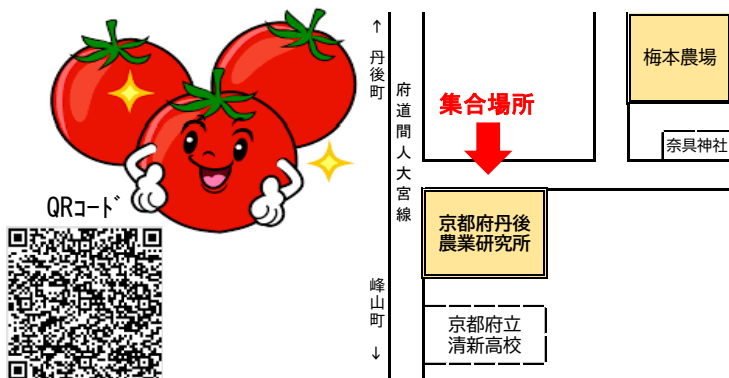 QRコード
↑丹後町
府道間人大宮線
峰山町↓
集合場所
梅本農場
奈具神社
京都府丹後
農業研究所
京都府立
清新高校